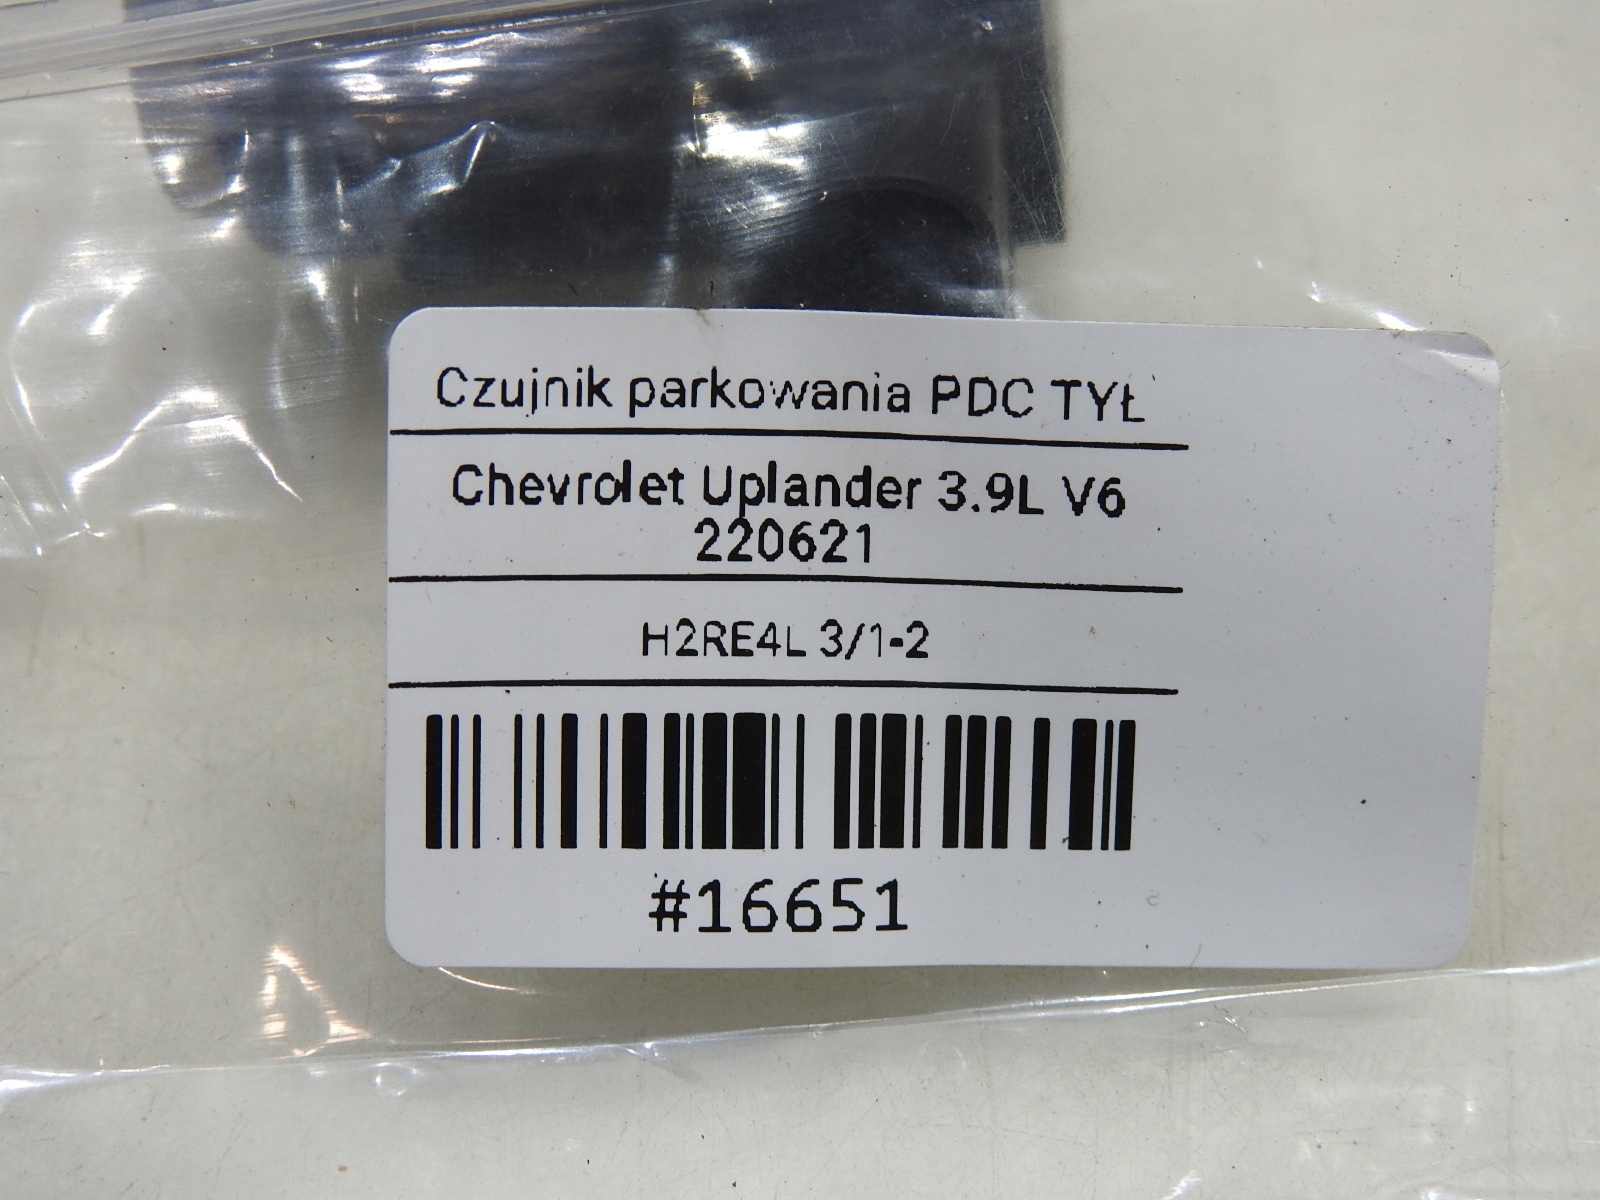 Czujnik parkowania PDC TYŁ
Chevrolet Uplander 3.9L V6
220621
H2RE4L 3/1-2
#16651